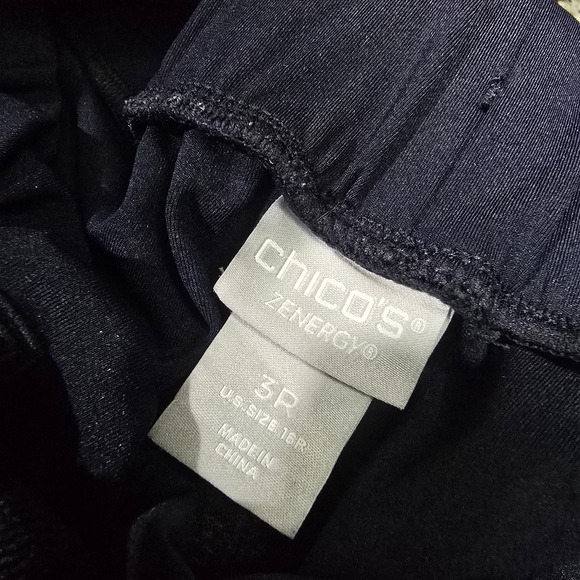 chico's®
ZENERGY®
3R
U.S. SIZE 16R
MADE IN
CHINA